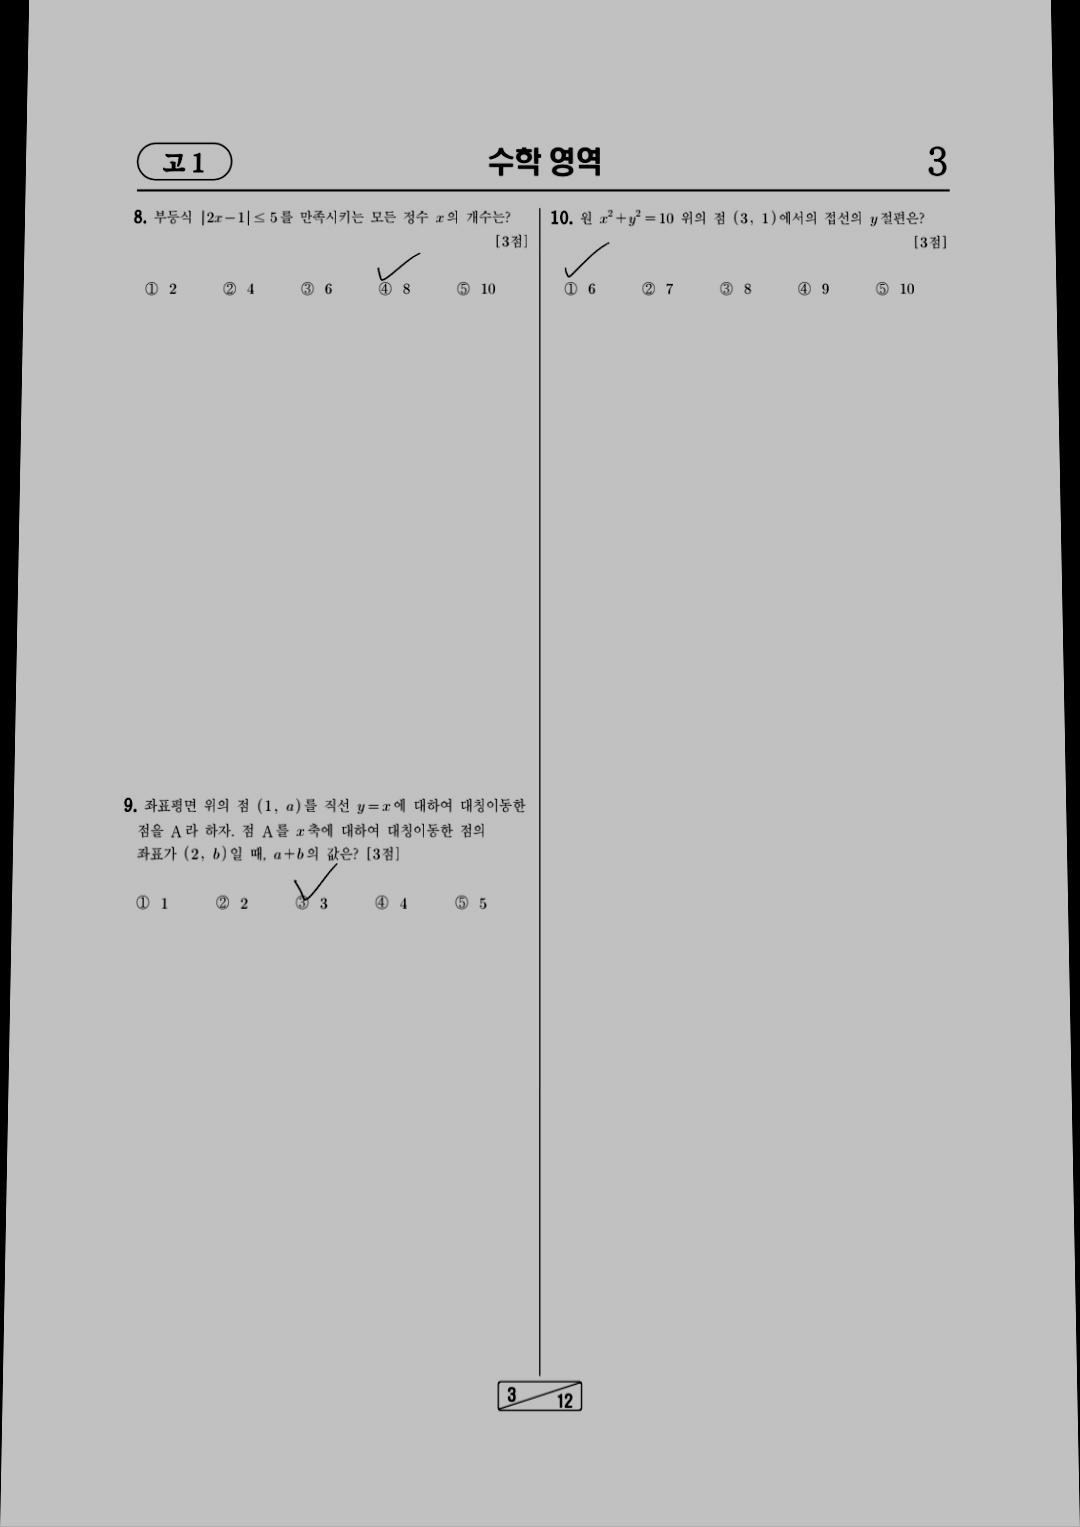 고 1
수학 영역
3
8. 부등식 |2x−1| ≤ 5를 만족시키는 모든 정수 x의 개수는?
[3점]
① 2 ② 4 ③ 6 ④ 8 ⑤ 10
9. 좌표평면 위의 점 (1, a)를 직선 y=x에 대하여 대칭이동한
점을 A라 하자. 점 A를 x축에 대하여 대칭이동한 점의
좌표가 (2, b)일 때, a+b의 값은? [3점]
① 1 ② 2 ③ 3 ④ 4 ⑤ 5
10. 원 x²+y²=10 위의 점 (3, 1)에서의 접선의 y절편은?
[3점]
① 6 ② 7 ③ 8 ④ 9 ⑤ 10
3
12